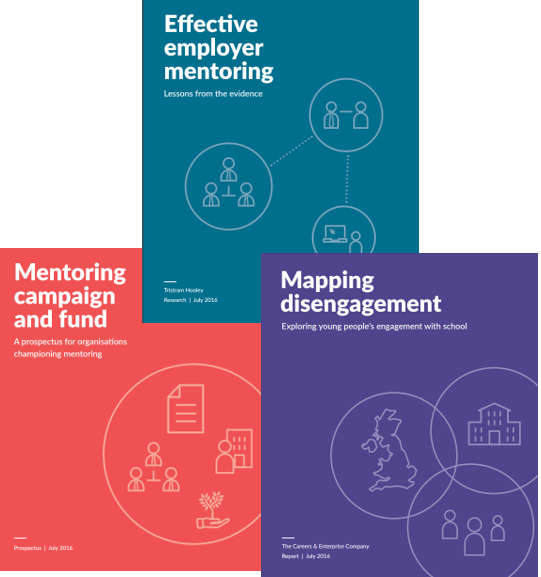 Effective
employer
mentoring
Lessons from the evidence
Tristram Hooley
Research | July 2016
Mentoring
campaign
and fund
A prospectus for organisations
championing mentoring
Prospectus | July 2016
Mapping
disengagement
Exploring young people's engagement with school
The Careers & Enterprise Company
Report | July 2016